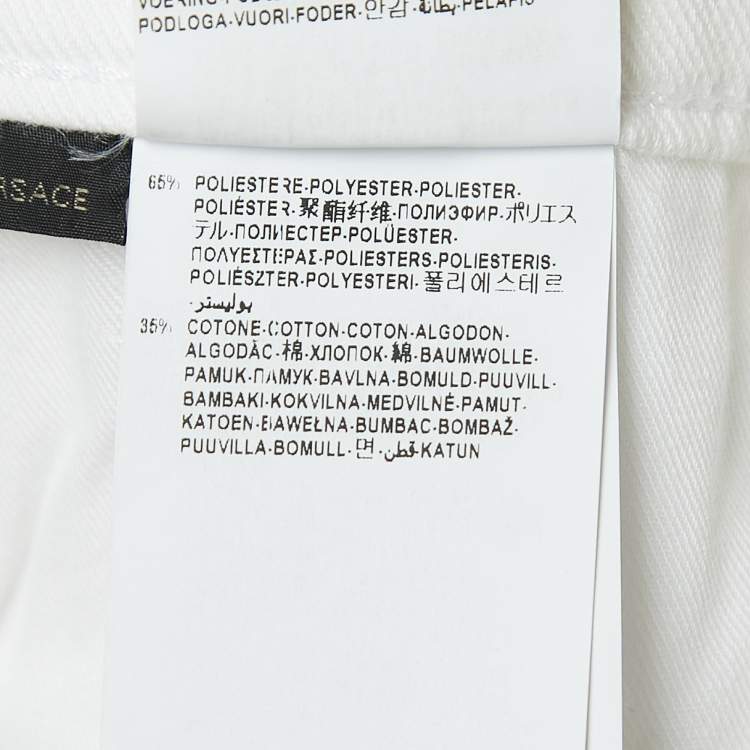 PODLOGA·VUORI·FODER·안감·بطانة·PELAPIS
RSACE
65% POLIESTERE·POLYESTER·POLIESTER·
POLIÉSTER·聚酯纤维·ПОЛИЭФИР·ポリエス
テル·ПОЛИЕСТЕР·POLÜESTER·
ΠΟΛΥΕΣΤΕΡΑΣ·POLIESTERS·POLIESTERIS·
POLIÉSZTER·POLYESTERI·폴리에스테르
·بوليستر
35% COTONE·COTTON·COTON·ALGODON·
ALGODÃC·棉·ХЛОПОК·綿·BAUMWOLLE·
PAMUK·ПАМУК·BAVLNA·BOMULD·PUUVILL·
BAMBAKI·KOKVILNA·MEDVILNĖ·PAMUT·
KATOEN·BAWEŁNA·BUMBAC·BOMBAŽ·
PUUVILLA·BOMULL·면·قطن·KATUN